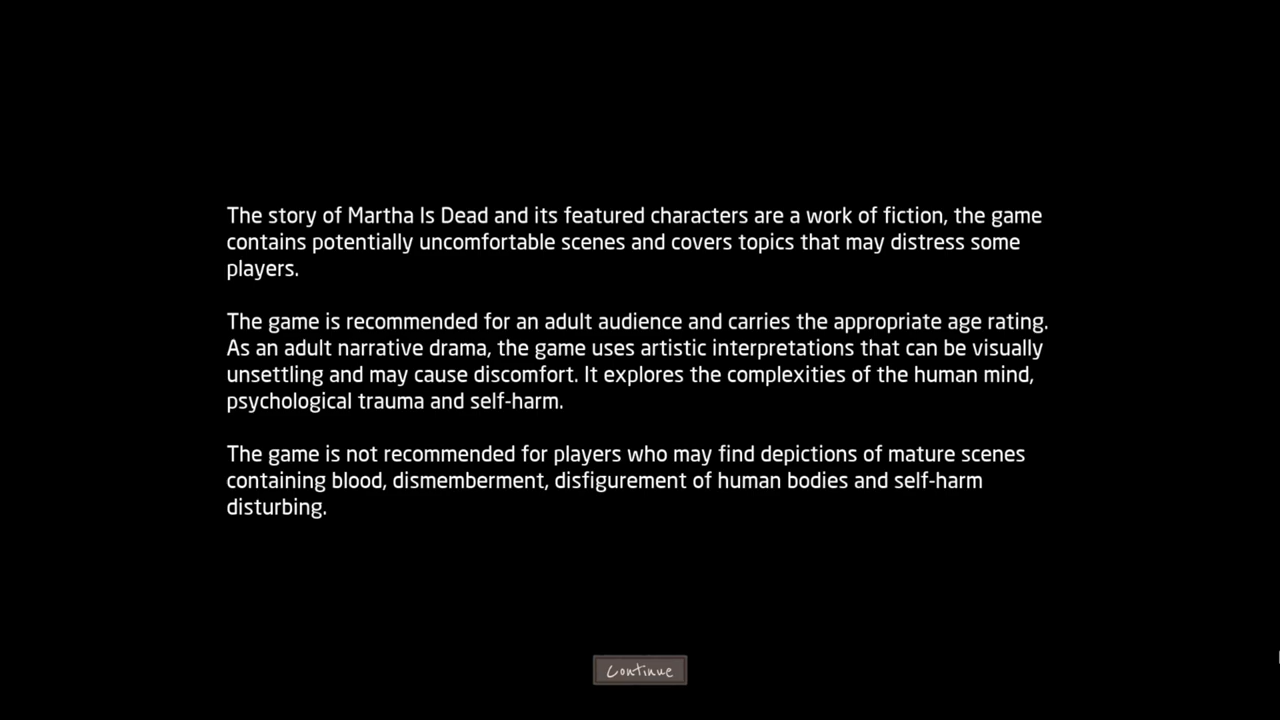 The story of Martha Is Dead and its featured characters are a work of fiction, the game
contains potentially uncomfortable scenes and covers topics that may distress some
players.
The game is recommended for an adult audience and carries the appropriate age rating.
As an adult narrative drama, the game uses artistic interpretations that can be visually
unsettling and may cause discomfort. It explores the complexities of the human mind,
psychological trauma and self-harm.
The game is not recommended for players who may find depictions of mature scenes
containing blood, dismemberment, disfigurement of human bodies and self-harm
disturbing.
Continue